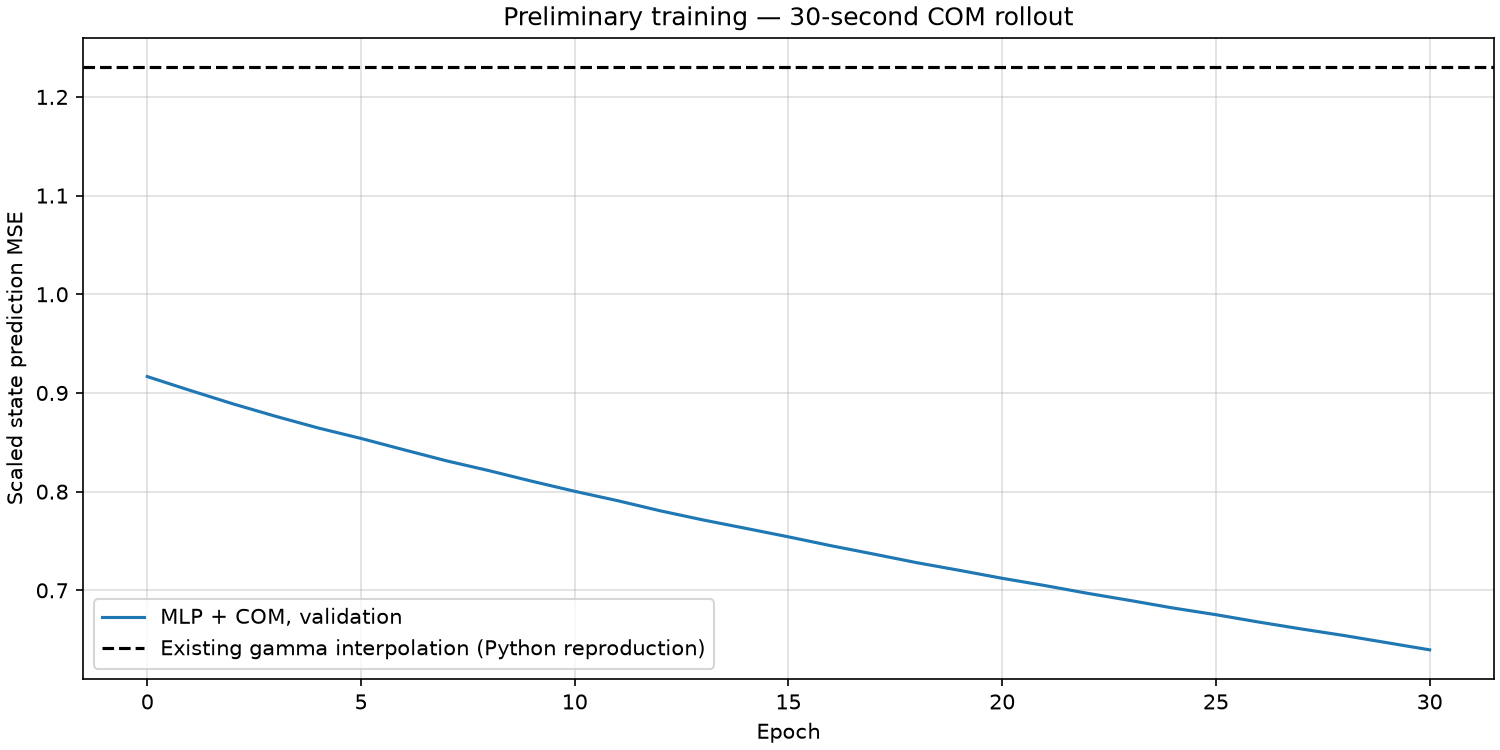 Preliminary training — 30-second COM rollout
Scaled state prediction MSE
1.2
1.1
1.0
0.9
0.8
0.7
MLP + COM, validation
Existing gamma interpolation (Python reproduction)
0 5 10 15 20 25 30
Epoch